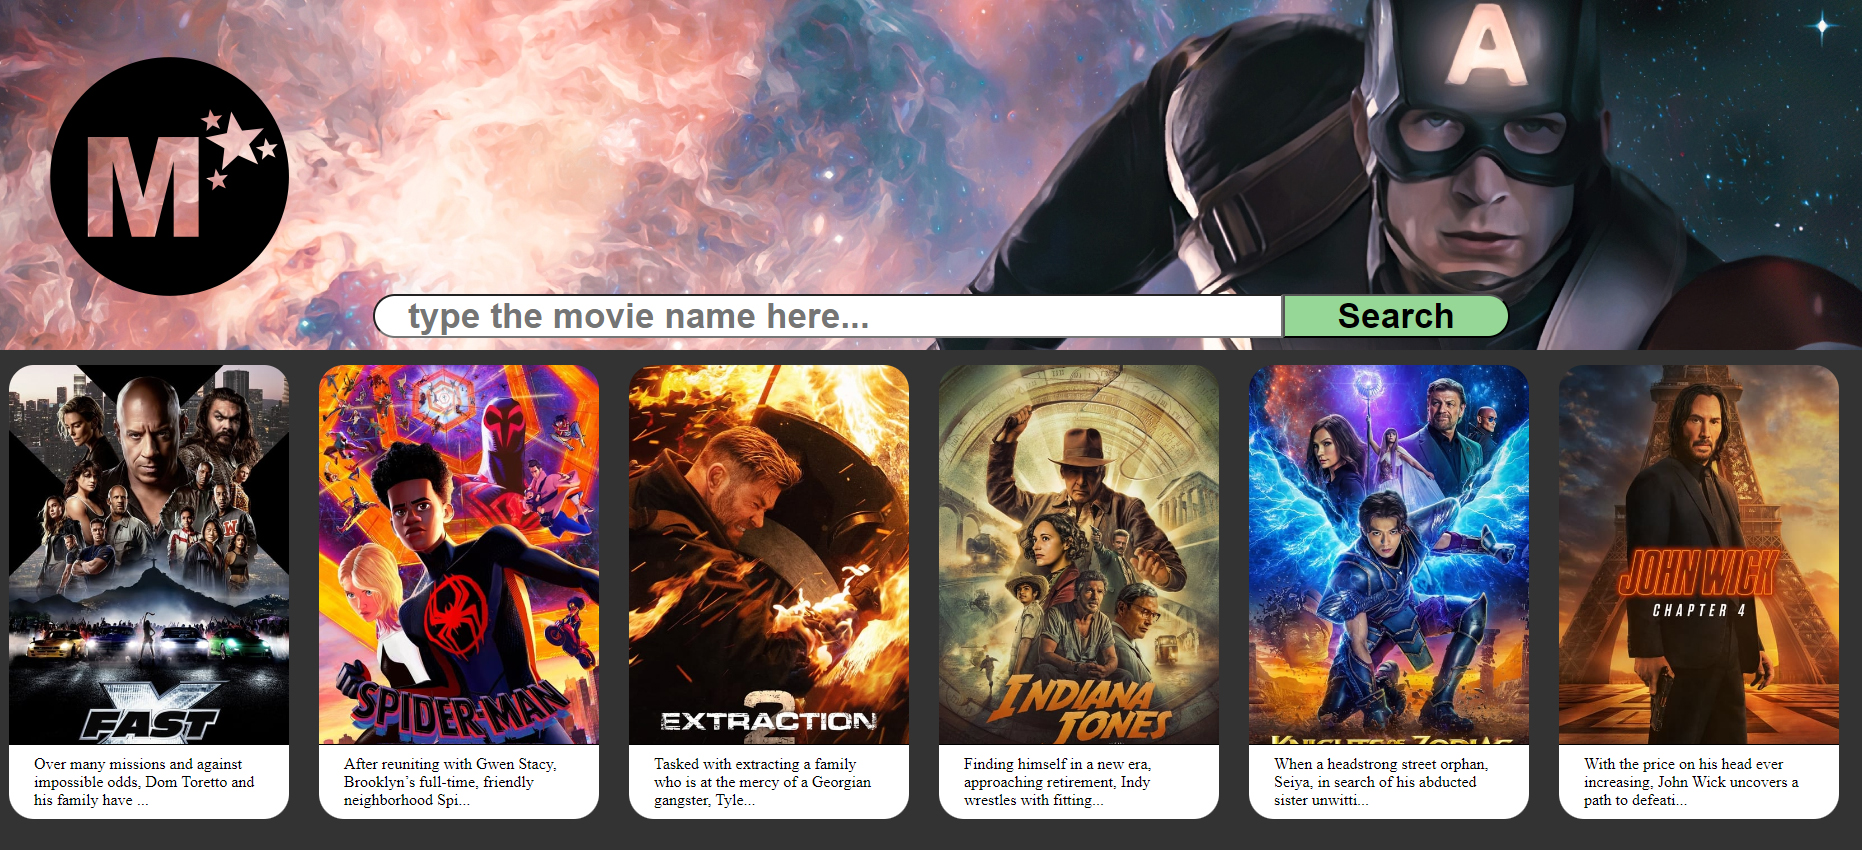 A
M
type the movie name here...
Search
X
FAST
Over many missions and against
impossible odds, Dom Toretto and
his family have ...
SPIDER-MAN
After reuniting with Gwen Stacy,
Brooklyn’s full-time, friendly
neighborhood Spi...
2
EXTRACTION
Tasked with extracting a family
who is at the mercy of a Georgian
gangster, Tyle...
INDIANA
JONES
Finding himself in a new era,
approaching retirement, Indy
wrestles with fitting...
KNIGHTS OF THE ZODIAC
When a headstrong street orphan,
Seiya, in search of his abducted
sister unwitti...
JOHN WICK
CHAPTER 4
With the price on his head ever
increasing, John Wick uncovers a
path to defeati...